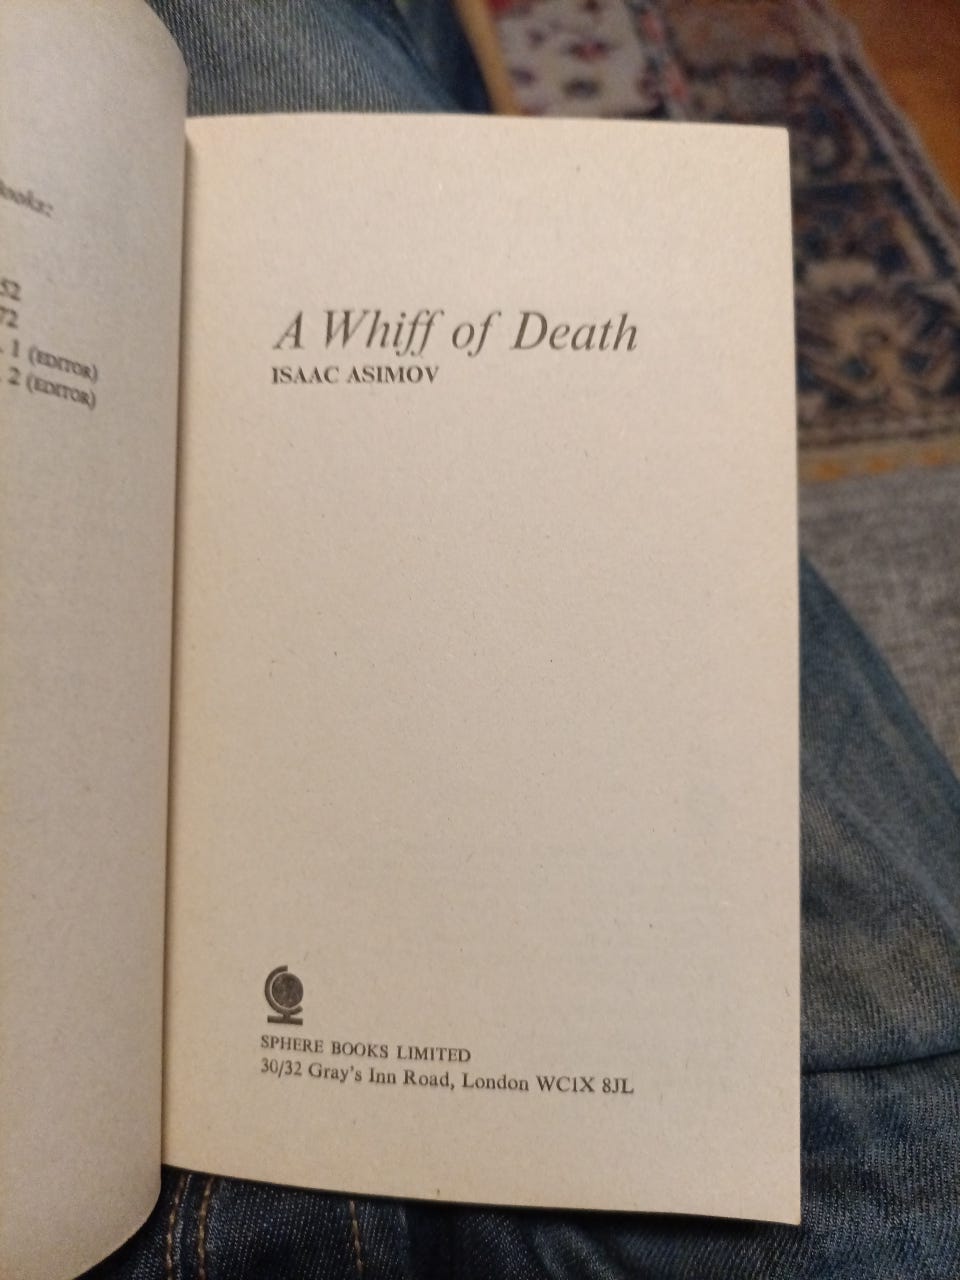 Books:
52
72
. 1 (EDITOR)
. 2 (EDITOR)
A Whiff of Death
ISAAC ASIMOV
SPHERE BOOKS LIMITED
30/32 Gray's Inn Road, London WC1X 8JL